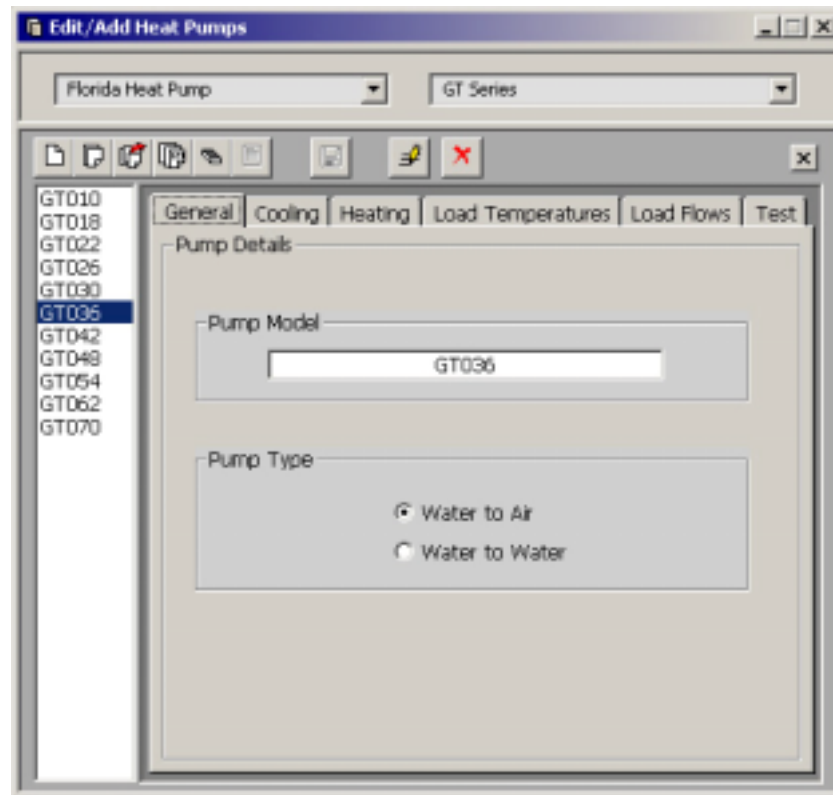 Edit/Add Heat Pumps
Florida Heat Pump
GT Series
GT010
GT018
GT022
GT026
GT030
GT036
GT042
GT048
GT054
GT062
GT070
General Cooling Heating Load Temperatures Load Flows Test
Pump Details
Pump Model
GT036
Pump Type
Water to Air
Water to Water